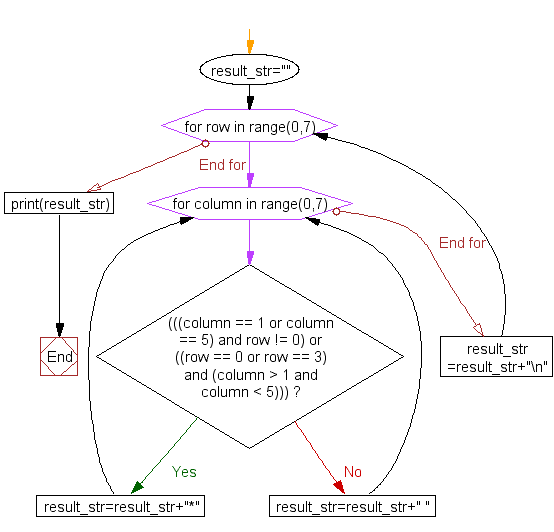 result_str=""
for row in range(0,7)
End for
print(result_str)
for column in range(0,7)
End for
(((column == 1 or column
== 5) and row != 0) or
((row == 0 or row == 3)
and (column > 1 and
column < 5))) ?
End
result_str
=result_str+"\n"
Yes
No
result_str=result_str+"*"
result_str=result_str+" "